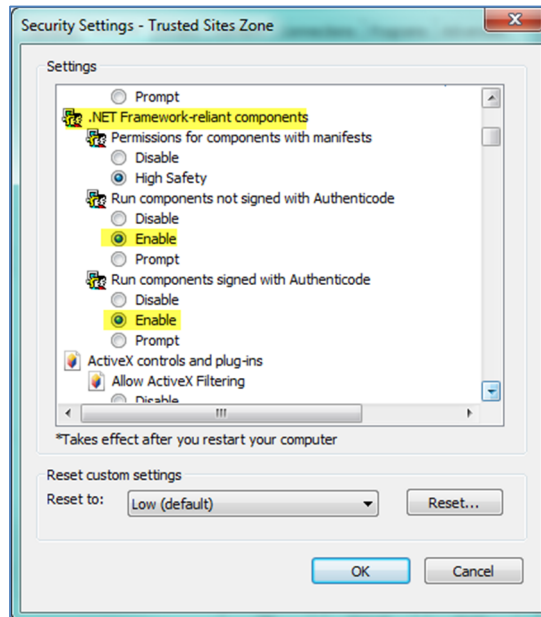 Security Settings - Trusted Sites Zone
Settings
Prompt
.NET Framework-reliant components
Permissions for components with manifests
Disable
High Safety
Run components not signed with Authenticode
Disable
Enable
Prompt
Run components signed with Authenticode
Disable
Enable
Prompt
ActiveX controls and plug-ins
Allow ActiveX Filtering
Disable
*Takes effect after you restart your computer
Reset custom settings
Reset to: Low (default) Reset...
OK Cancel